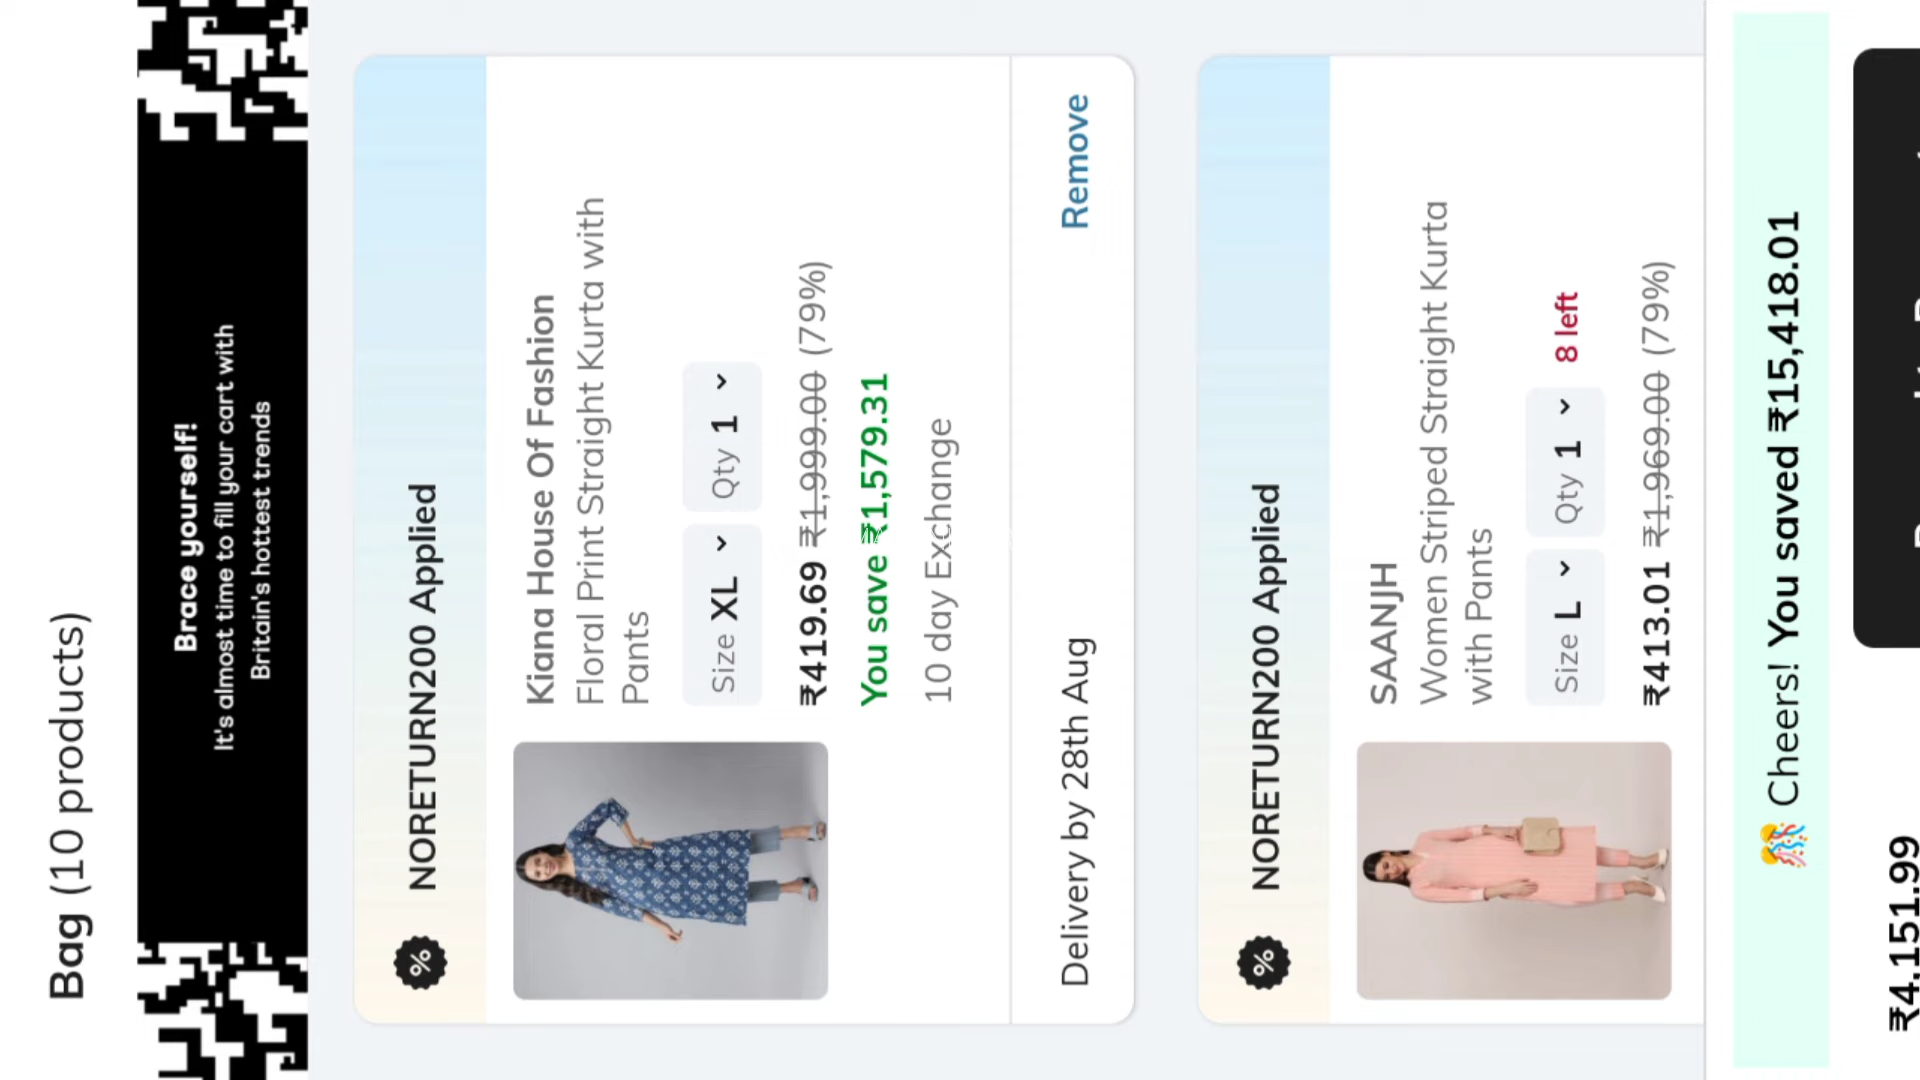 Bag (10 products)
Brace yourself!
It's almost time to fill your cart with
Britain's hottest trends
NORETURN200 Applied
Kiana House Of Fashion
Floral Print Straight Kurta with
Pants
Size XL Qty 1
₹419.69 ₹1,999.00 (79%)
You save ₹1,579.31
10 day Exchange
Delivery by 28th Aug Remove
NORETURN200 Applied
SAANJH
Women Striped Straight Kurta
with Pants
Size L Qty 1 8 left
₹413.01 ₹1,969.00 (79%)
Cheers! You saved ₹15,418.01
₹4,151.99